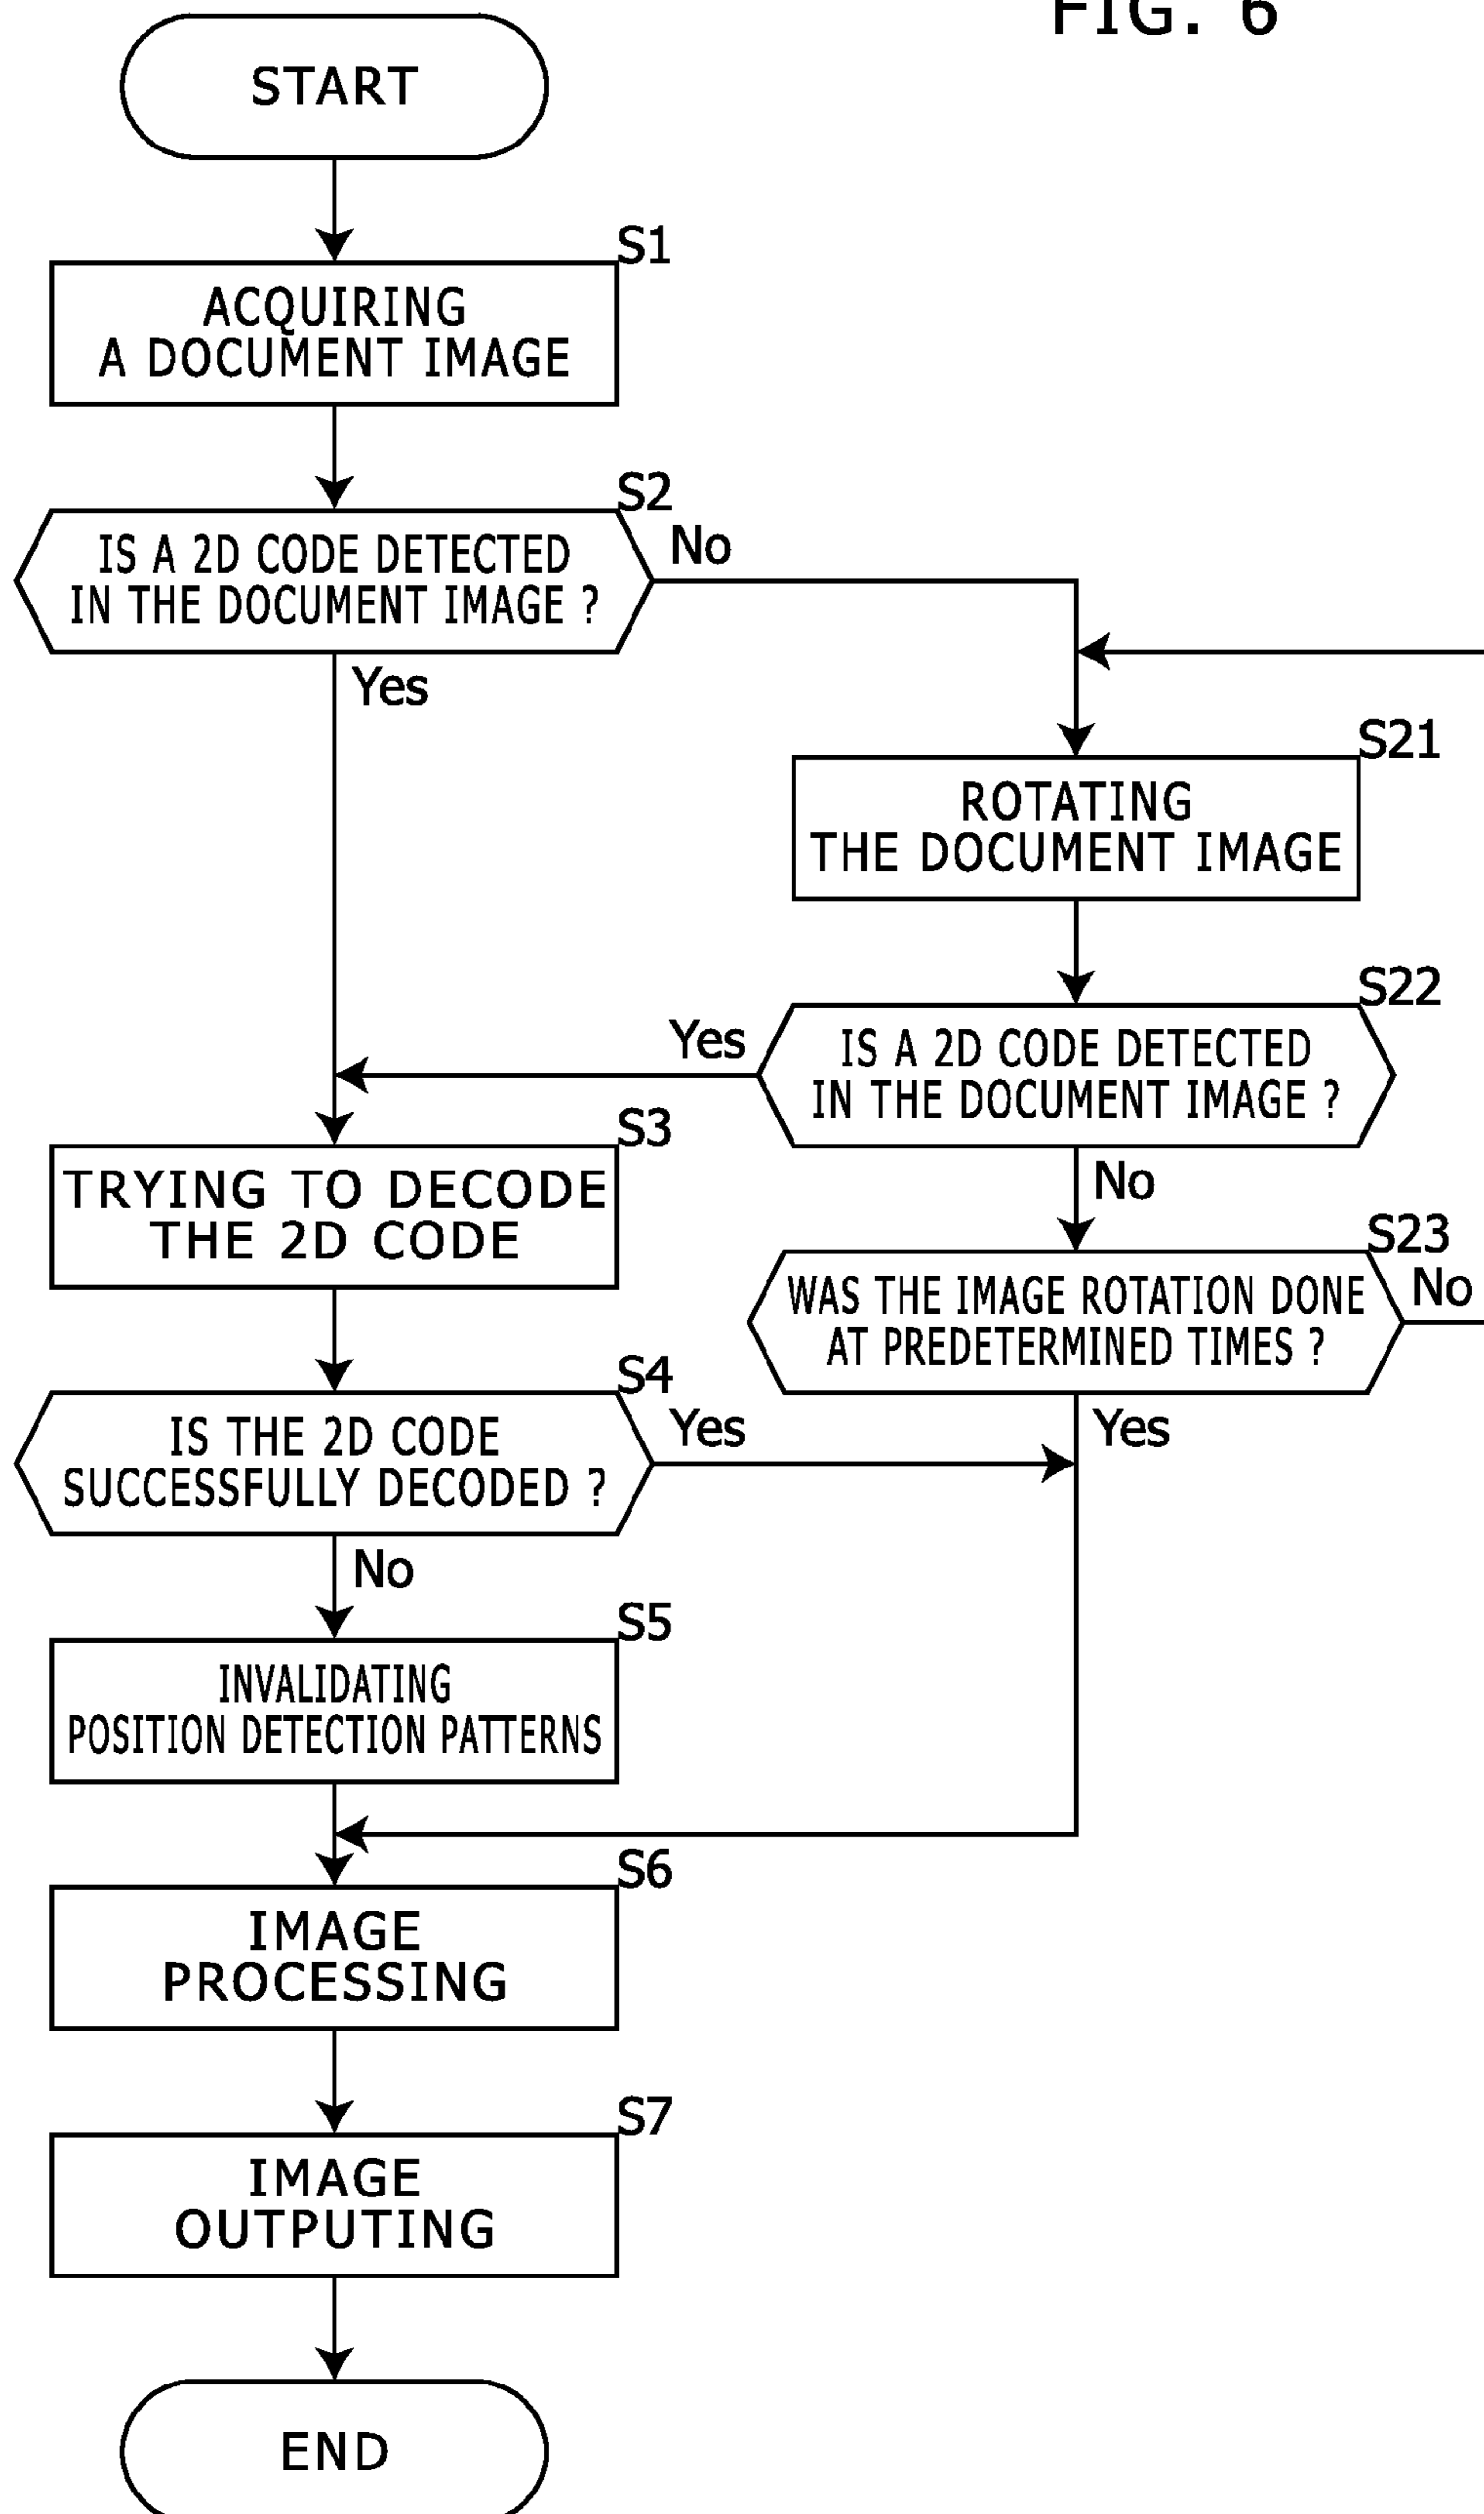 FIG. 6
START
S1
ACQUIRING
A DOCUMENT IMAGE
S2
IS A 2D CODE DETECTED
IN THE DOCUMENT IMAGE ?
No
Yes
S21
ROTATING
THE DOCUMENT IMAGE
S22
IS A 2D CODE DETECTED
IN THE DOCUMENT IMAGE ?
Yes
No
S3
TRYING TO DECODE
THE 2D CODE
S23
WAS THE IMAGE ROTATION DONE
AT PREDETERMINED TIMES ?
No
Yes
S4
IS THE 2D CODE
SUCCESSFULLY DECODED ?
Yes
No
S5
INVALIDATING
POSITION DETECTION PATTERNS
S6
IMAGE
PROCESSING
S7
IMAGE
OUTPUTING
END